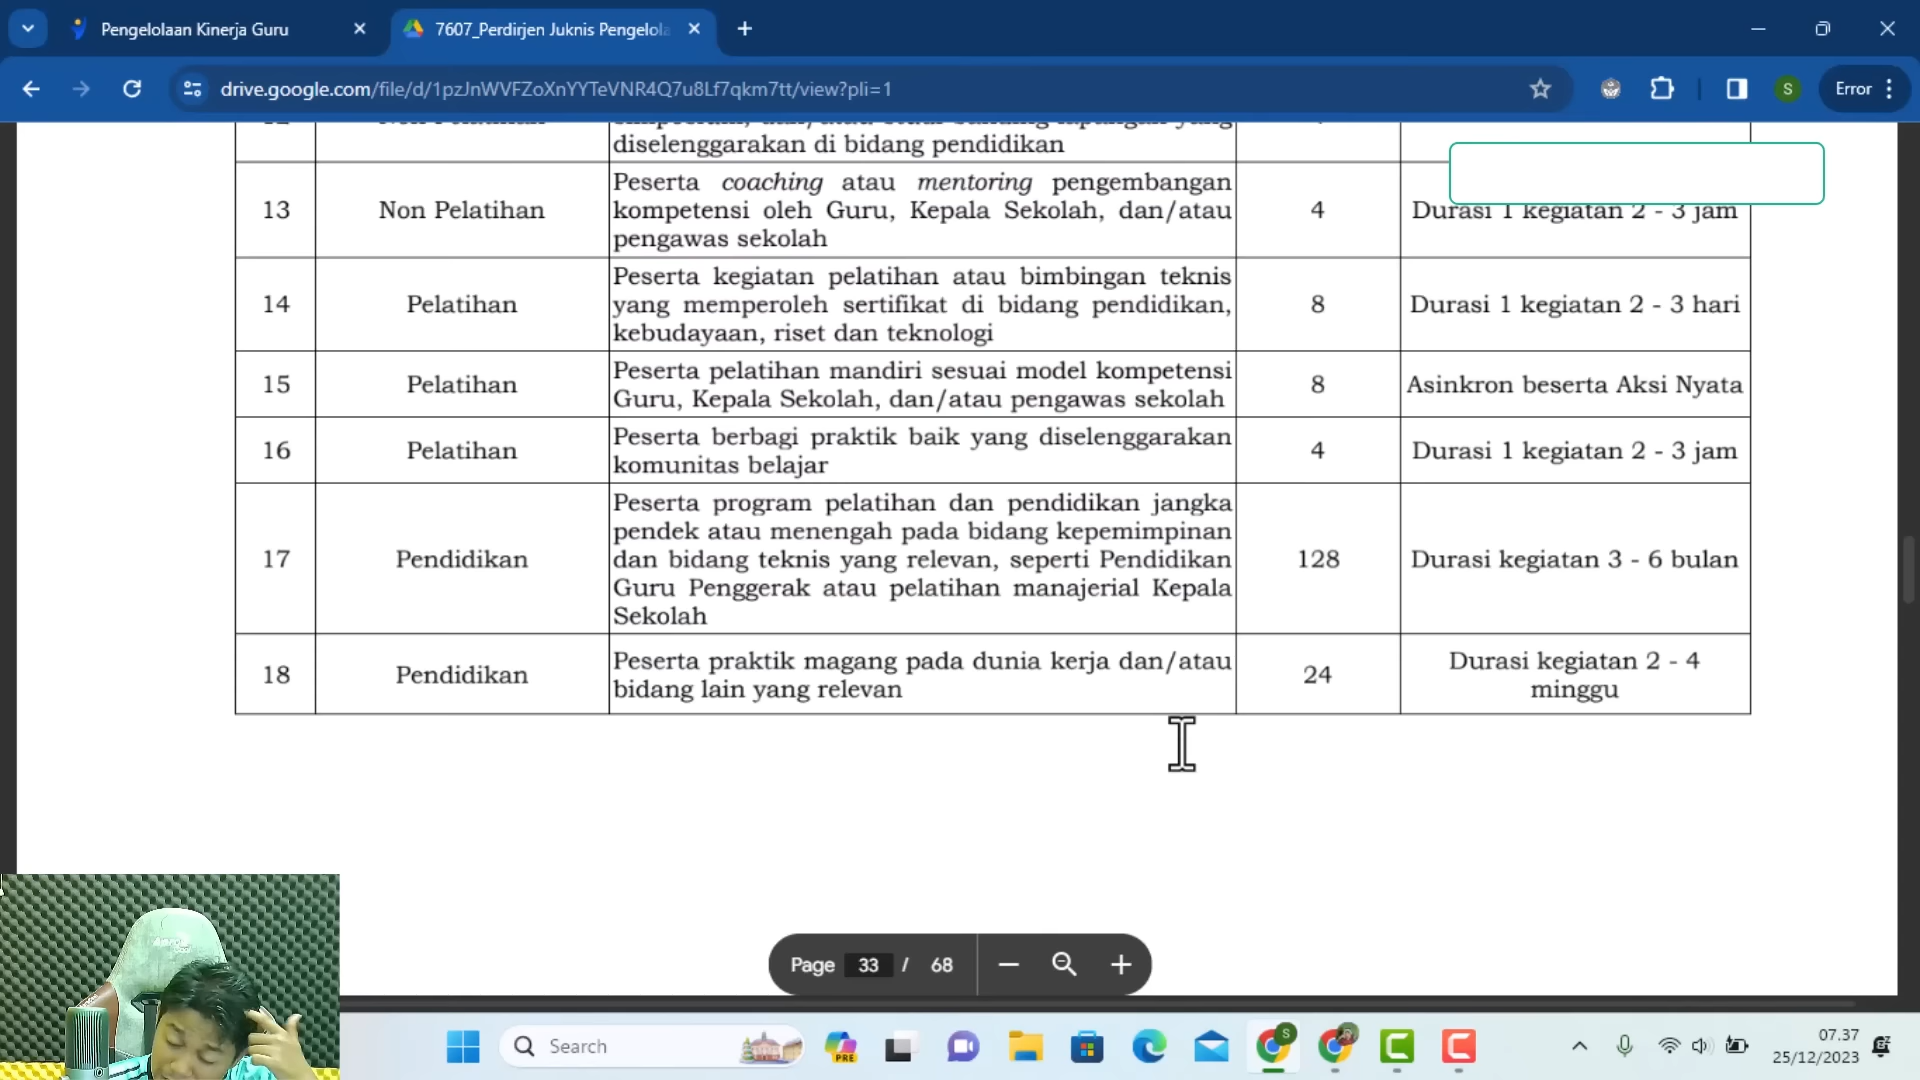 Pengelolaan Kinerja Guru
7607_Perdirjen Juknis Pengelola
drive.google.com/file/d/1pzJnWVFZoXnYYTeVNR4Q7u8Lf7qkm7tt/view?pli=1
S
Error
diselenggarakan di bidang pendidikan
13
Non Pelatihan
Peserta coaching atau mentoring pengembangan
kompetensi oleh Guru, Kepala Sekolah, dan/atau
pengawas sekolah
4
Durasi 1 kegiatan 2 - 3 jam
14
Pelatihan
Peserta kegiatan pelatihan atau bimbingan teknis
yang memperoleh sertifikat di bidang pendidikan,
kebudayaan, riset dan teknologi
8
Durasi 1 kegiatan 2 - 3 hari
15
Pelatihan
Peserta pelatihan mandiri sesuai model kompetensi
Guru, Kepala Sekolah, dan/atau pengawas sekolah
8
Asinkron beserta Aksi Nyata
16
Pelatihan
Peserta berbagi praktik baik yang diselenggarakan
komunitas belajar
4
Durasi 1 kegiatan 2 - 3 jam
17
Pendidikan
Peserta program pelatihan dan pendidikan jangka
pendek atau menengah pada bidang kepemimpinan
dan bidang teknis yang relevan, seperti Pendidikan
Guru Penggerak atau pelatihan manajerial Kepala
Sekolah
128
Durasi kegiatan 3 - 6 bulan
18
Pendidikan
Peserta praktik magang pada dunia kerja dan/atau
bidang lain yang relevan
24
Durasi kegiatan 2 - 4
minggu
Page 33 / 68
Search
PRE
S
07.37
25/12/2023